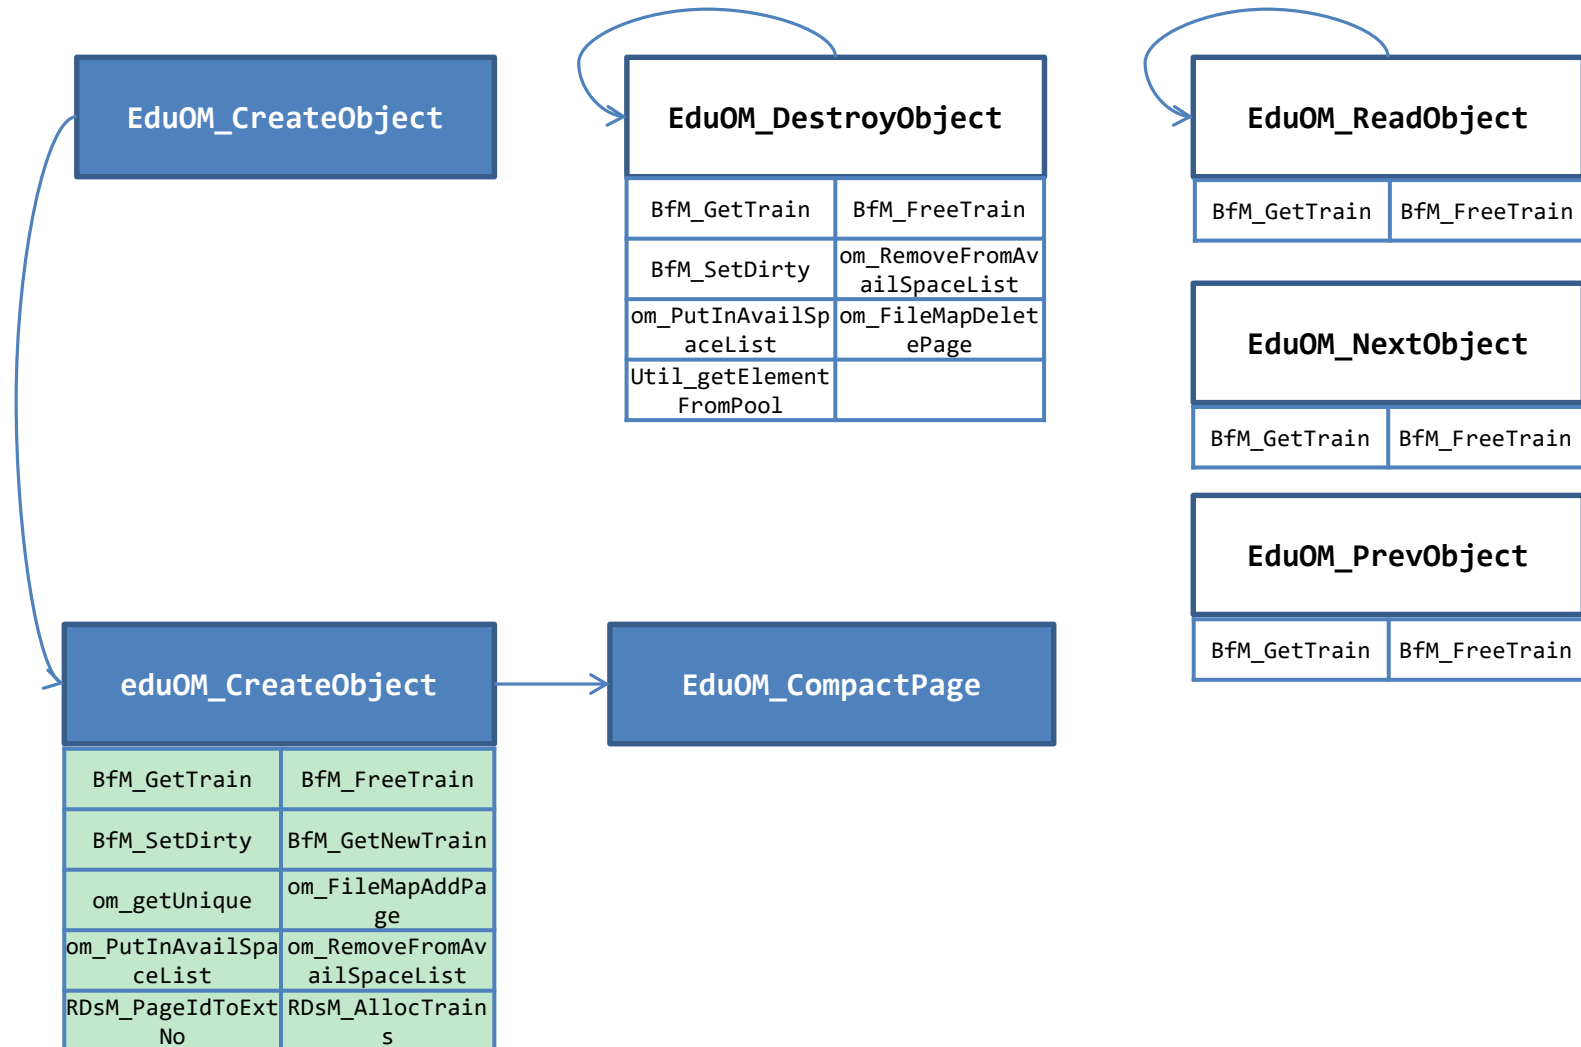 EduOM_CreateObject
EduOM_DestroyObject
BfM_GetTrain
BfM_FreeTrain
BfM_SetDirty
om_RemoveFromAv
ailSpaceList
om_PutInAvailSp
aceList
om_FileMapDelet
ePage
Util_getElement
FromPool
EduOM_ReadObject
BfM_GetTrain
BfM_FreeTrain
EduOM_NextObject
BfM_GetTrain
BfM_FreeTrain
EduOM_PrevObject
BfM_GetTrain
BfM_FreeTrain
eduOM_CreateObject
BfM_GetTrain
BfM_FreeTrain
BfM_SetDirty
BfM_GetNewTrain
om_getUnique
om_FileMapAddPa
ge
om_PutInAvailSpa
ceList
om_RemoveFromAv
ailSpaceList
RDsM_PageIdToExt
No
RDsM_AllocTrain
s
EduOM_CompactPage